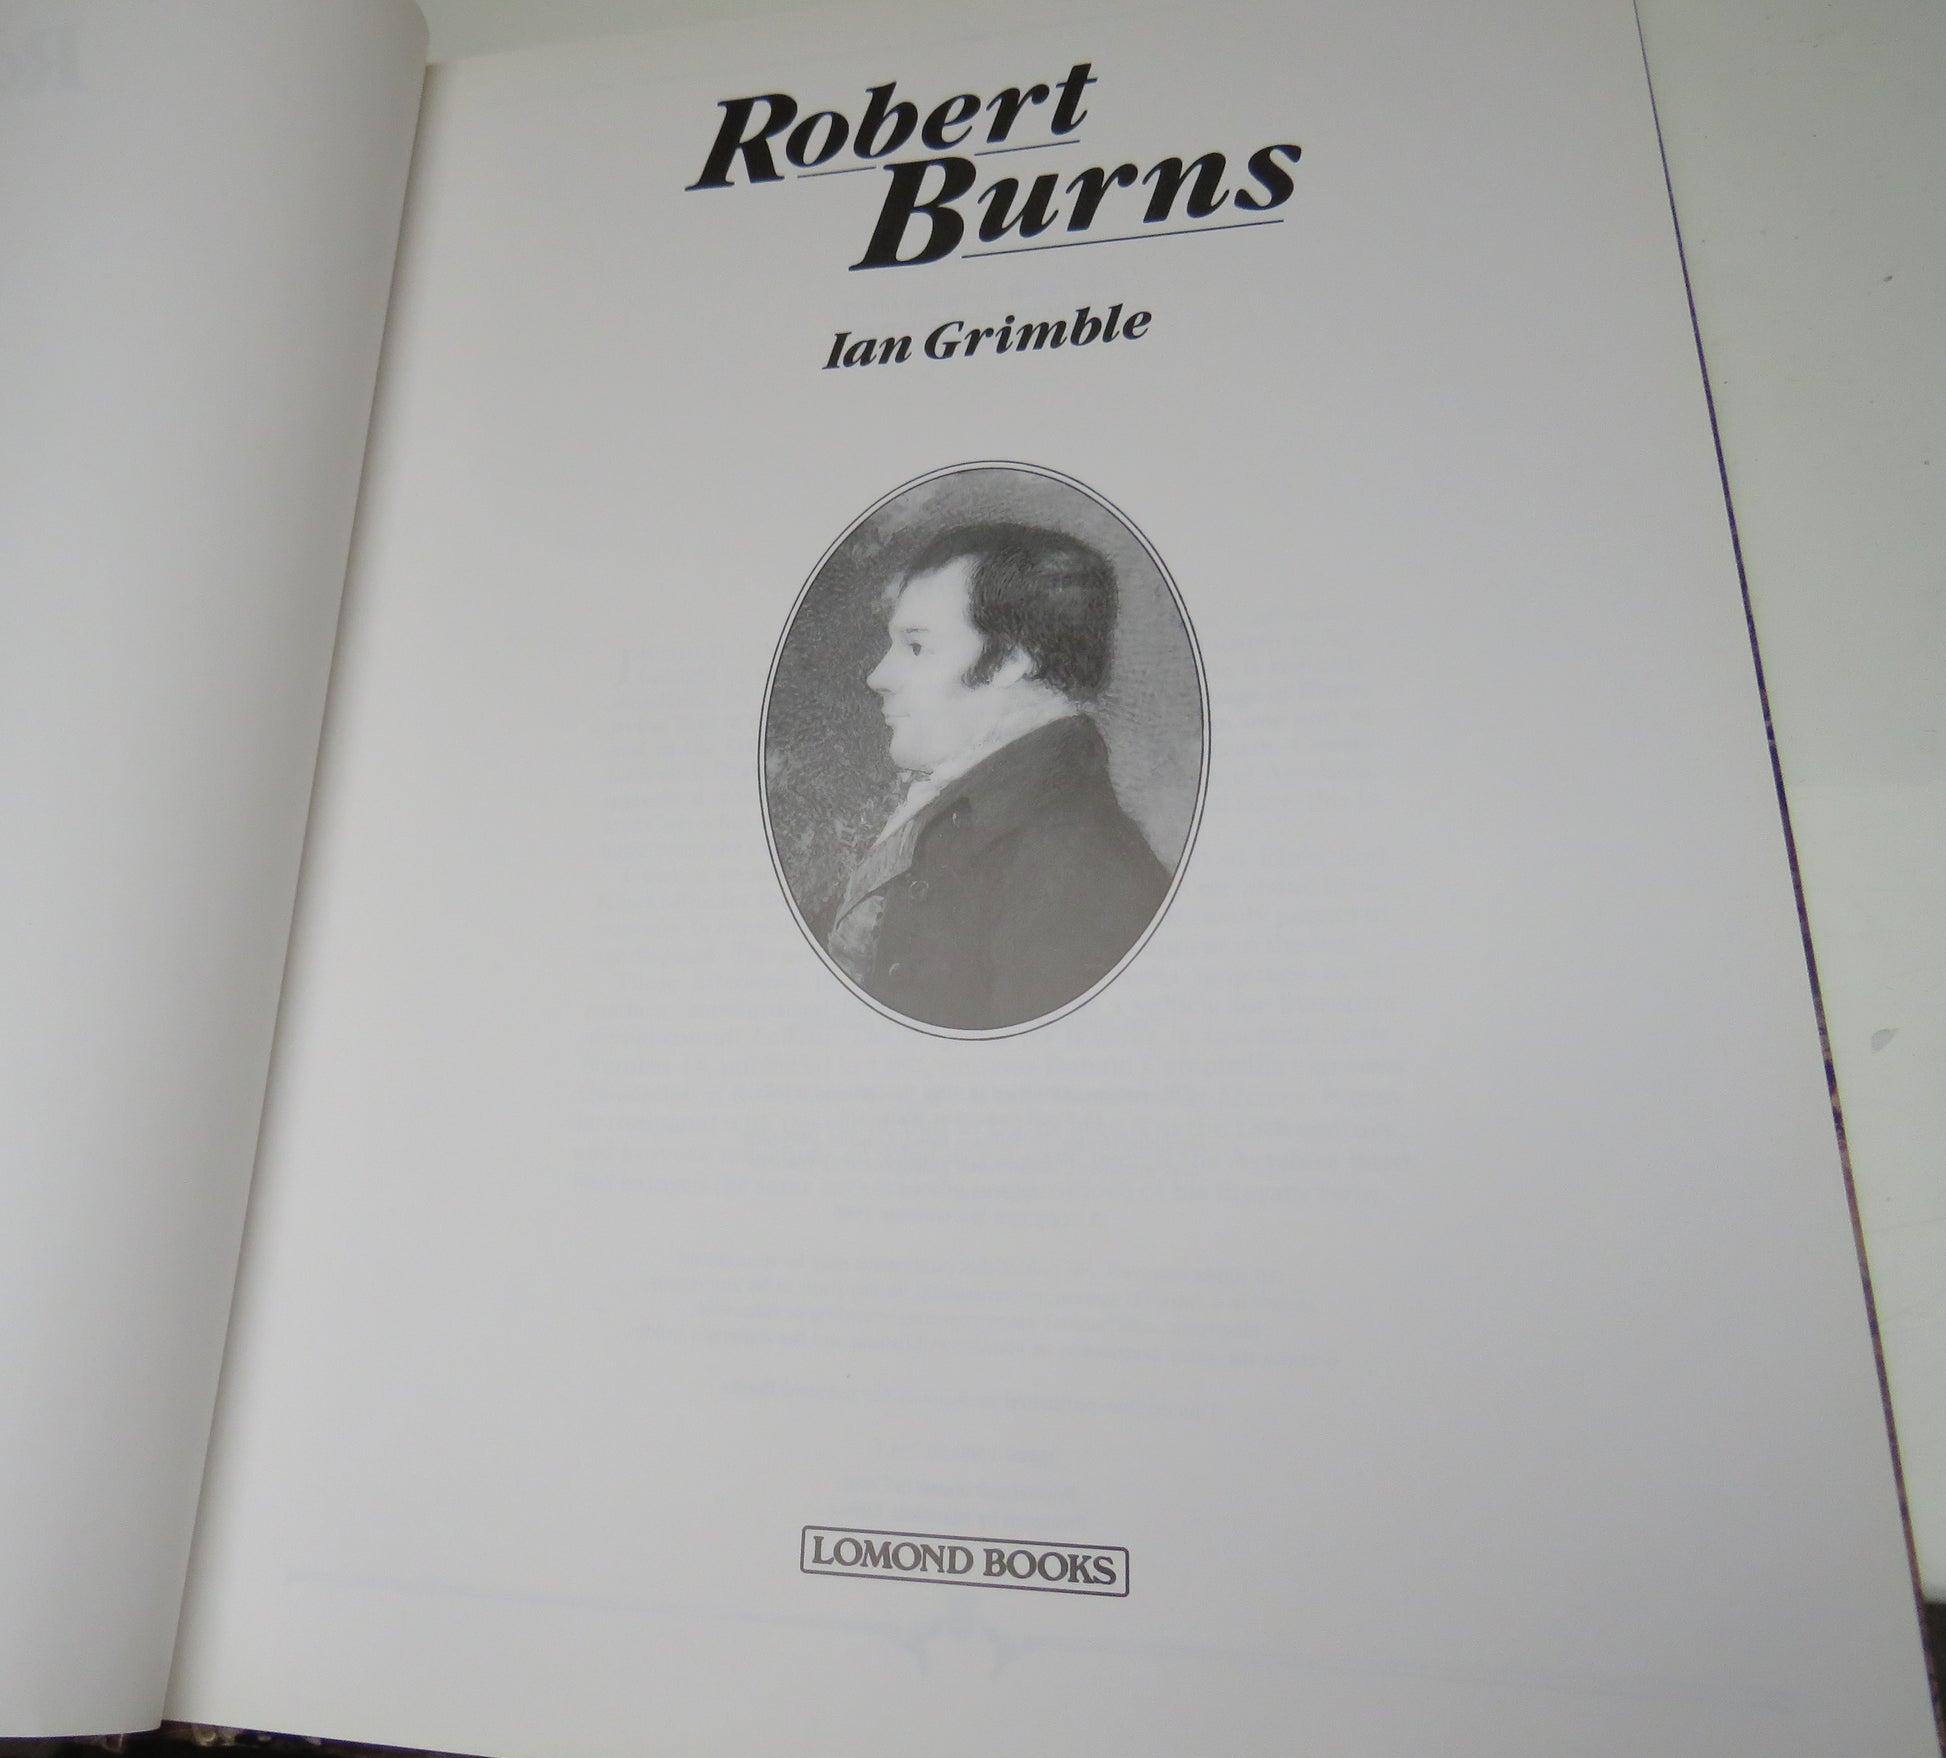 Robert
Burns
Ian Grimble
LOMOND BOOKS